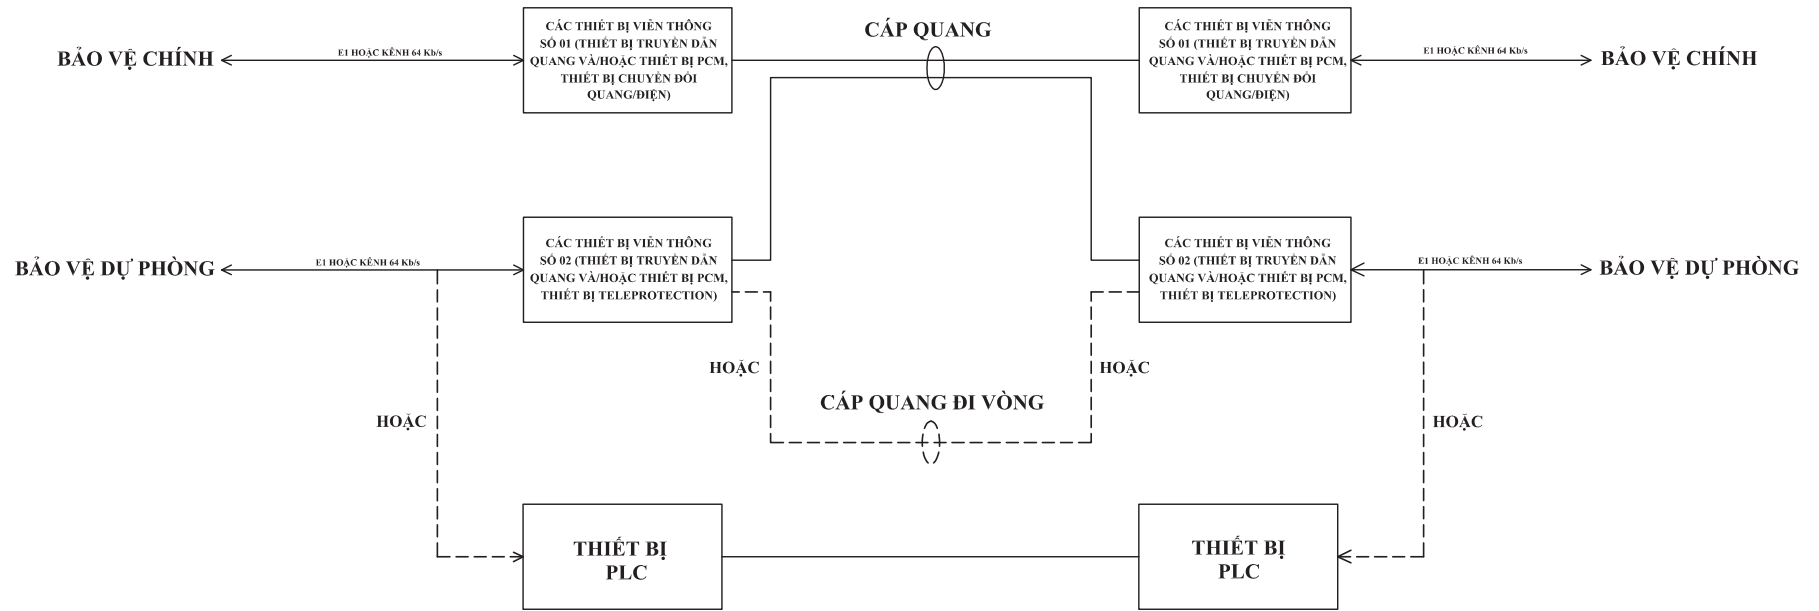 CÁP QUANG
BẢO VỆ CHÍNH
E1 HOẶC KÊNH 64 Kb/s
CÁC THIẾT BỊ VIỄN THÔNG
SỐ 01 (THIẾT BỊ TRUYỀN DẪN
QUANG VÀ/HOẶC THIẾT BỊ PCM,
THIẾT BỊ CHUYỂN ĐỔI
QUANG/ĐIỆN)
CÁC THIẾT BỊ VIỄN THÔNG
SỐ 01 (THIẾT BỊ TRUYỀN DẪN
QUANG VÀ/HOẶC THIẾT BỊ PCM,
THIẾT BỊ CHUYỂN ĐỔI
QUANG/ĐIỆN)
E1 HOẶC KÊNH 64 Kb/s
BẢO VỆ CHÍNH
BẢO VỆ DỰ PHÒNG
E1 HOẶC KÊNH 64 Kb/s
CÁC THIẾT BỊ VIỄN THÔNG
SỐ 02 (THIẾT BỊ TRUYỀN DẪN
QUANG VÀ/HOẶC THIẾT BỊ PCM,
THIẾT BỊ TELEPROTECTION)
CÁC THIẾT BỊ VIỄN THÔNG
SỐ 02 (THIẾT BỊ TRUYỀN DẪN
QUANG VÀ/HOẶC THIẾT BỊ PCM,
THIẾT BỊ TELEPROTECTION)
E1 HOẶC KÊNH 64 Kb/s
BẢO VỆ DỰ PHÒNG
HOẶC
HOẶC
CÁP QUANG ĐI VÒNG
HOẶC
HOẶC
THIẾT BỊ
PLC
THIẾT BỊ
PLC